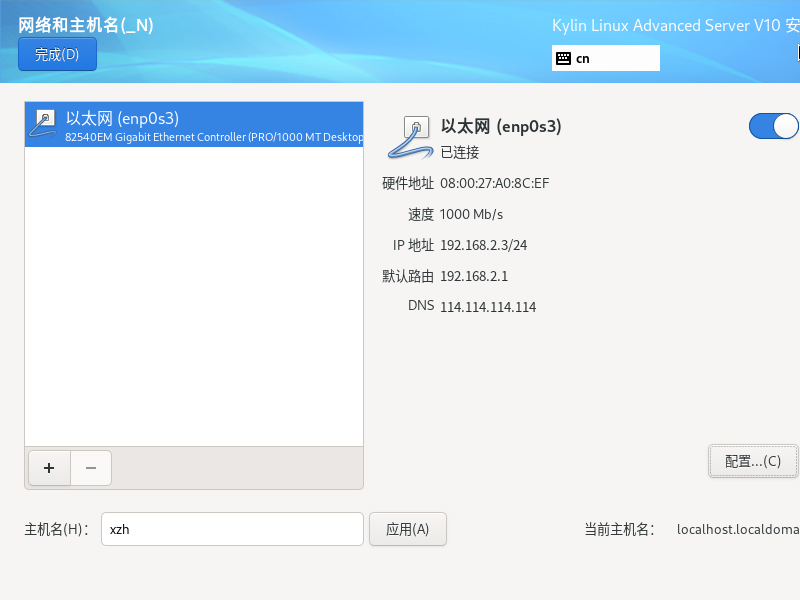 网络和主机名(_N)
Kylin Linux Advanced Server V10 安
完成(D)
cn
以太网 (enp0s3)
82540EM Gigabit Ethernet Controller (PRO/1000 MT Desktop
以太网 (enp0s3)
已连接
硬件地址 08:00:27:A0:8C:EF
速度 1000 Mb/s
IP 地址 192.168.2.3/24
默认路由 192.168.2.1
DNS 114.114.114.114
+ −
配置...(C)
主机名(H)： xzh 应用(A) 当前主机名： localhost.localdoma